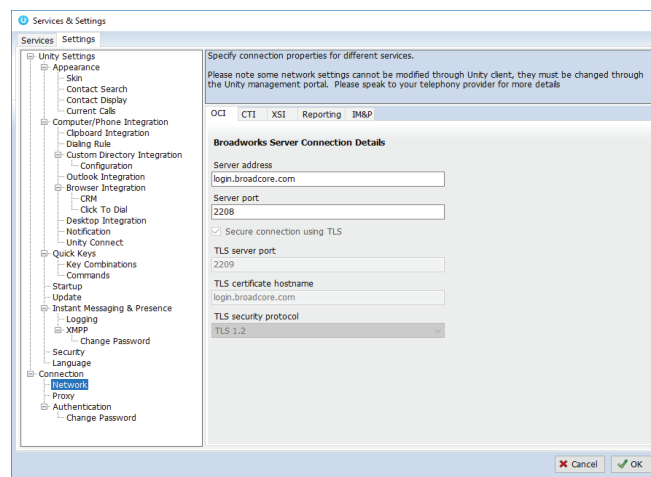 Services & Settings
Services Settings
Unity Settings
Appearance
Skin
Contact Search
Contact Display
Current Calls
Computer/Phone Integration
Clipboard Integration
Dialing Rule
Custom Directory Integration
Configuration
Outlook Integration
Browser Integration
CRM
Click To Dial
Desktop Integration
Notification
Unity Connect
Quick Keys
Key Combinations
Commands
Startup
Update
Instant Messaging & Presence
Logging
XMPP
Change Password
Security
Language
Connection
Network
Proxy
Authentication
Change Password
Specify connection properties for different services.
Please note some network settings cannot be modified through Unity client, they must be changed through
the Unity management portal. Please speak to your telephony provider for more details
OCI CTI XSI Reporting IM&P
Broadworks Server Connection Details
Server address
login.broadcore.com
Server port
2208
Secure connection using TLS
TLS server port
2209
TLS certificate hostname
login.broadcore.com
TLS security protocol
TLS 1.2
Cancel OK